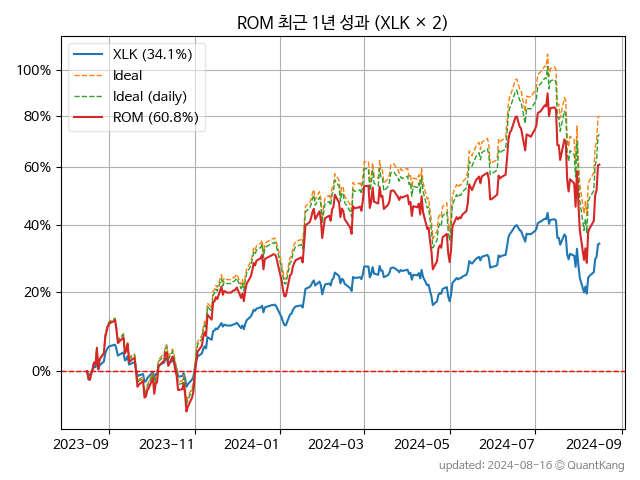 ROM 최근 1년 성과 (XLK × 2)
XLK (34.1%)
Ideal
Ideal (daily)
ROM (60.8%)
100%
80%
60%
40%
20%
0%
2023-09 2023-11 2024-01 2024-03 2024-05 2024-07 2024-09
updated: 2024-08-16 © QuantKang